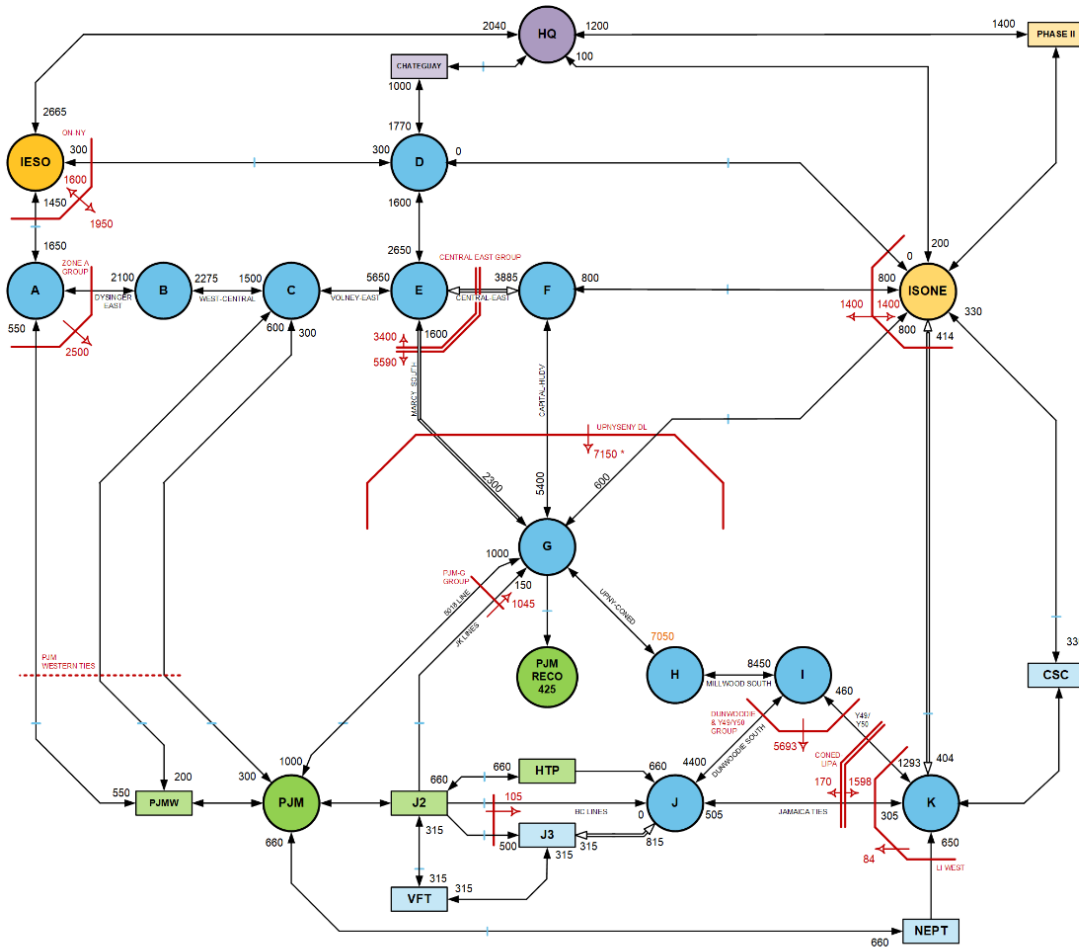 HQ
2040
1200
1400
PHASE II
100
CHATEGUAY
1000
2665
ON-NY
1770
IESO
300
300
D
0
1600
1450
1950
1600
1650
2650
ZONE A
GROUP
CENTRAL EAST GROUP
0
200
A
2100
B
2275
1500
C
5650
E
3885
F
800
800
ISONE
DYSINGER
EAST
WEST-CENTRAL
VOLNEY-EAST
CENTRAL-EAST
550
2500
600
300
1600
3400
5590
1400
1400
800
330
414
MARCY SOUTH
CAPITAL-HUDV
UPNYSENY DL
7150 *
2300
5400
600
G
1000
150
PJM-G
GROUP
1045
5018 LINE
JK LINES
UPNY-CONED
7050
PJM
RECO
425
H
8450
I
MILLWOOD SOUTH
460
PJM
WESTERN TIES
330
CSC
DUNWOODIE
& Y49/Y50
GROUP
DUNWOODIE SOUTH
5693
Y49/
Y50
CONED
LIPA
1000
300
200
550
PJMW
PJM
660
660
660
HTP
660
4400
J2
105
BC LINES
0
J
505
JAMAICA TIES
170
1598
1293
404
305
K
315
500
J3
315
815
315
84
LI WEST
650
VFT
315
660
NEPT